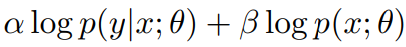 α log p(y|x; θ) + β log p(x; θ)